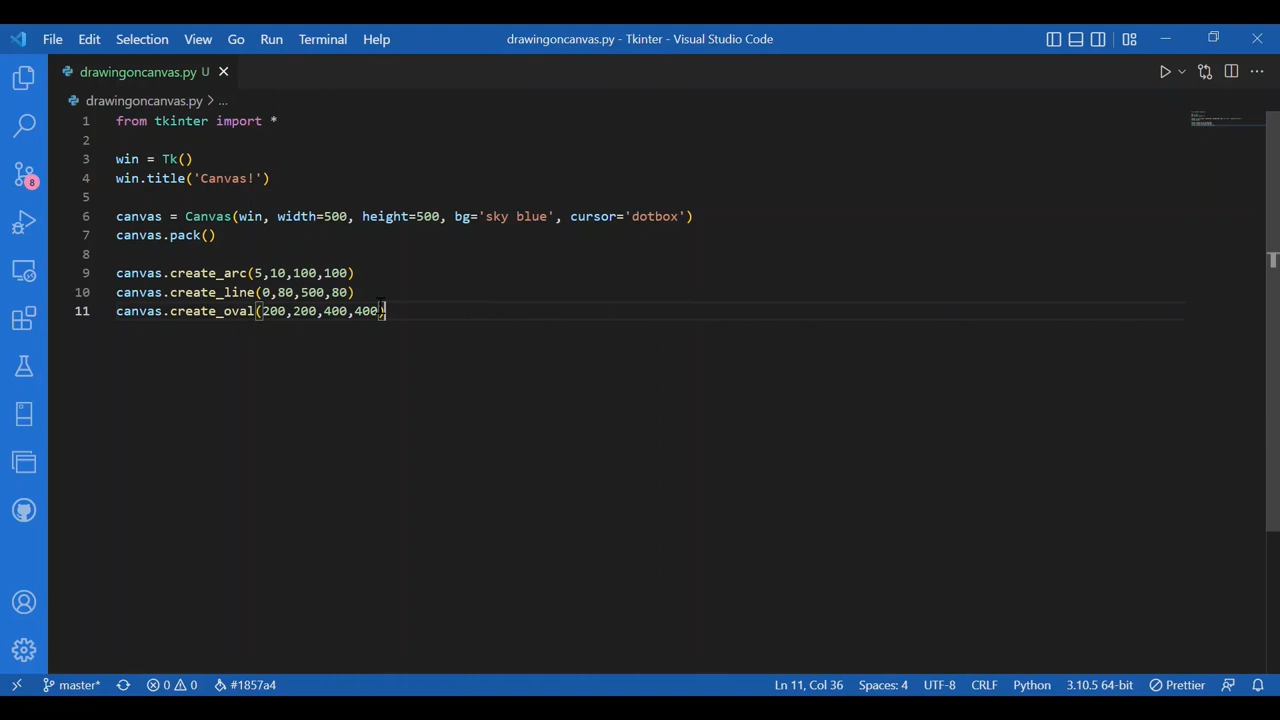 File Edit Selection View Go Run Terminal Help drawingoncanvas.py - Tkinter - Visual Studio Code
drawingoncanvas.py U
drawingoncanvas.py > ...
1 from tkinter import *
2
3 win = Tk()
4 win.title('Canvas!')
5
6 canvas = Canvas(win, width=500, height=500, bg='sky blue', cursor='dotbox')
7 canvas.pack()
8
9 canvas.create_arc(5,10,100,100)
10 canvas.create_line(0,80,500,80)
11 canvas.create_oval(200,200,400,400)
8
master* 0 0 #1857a4 Ln 11, Col 36 Spaces: 4 UTF-8 CRLF Python 3.10.5 64-bit Prettier